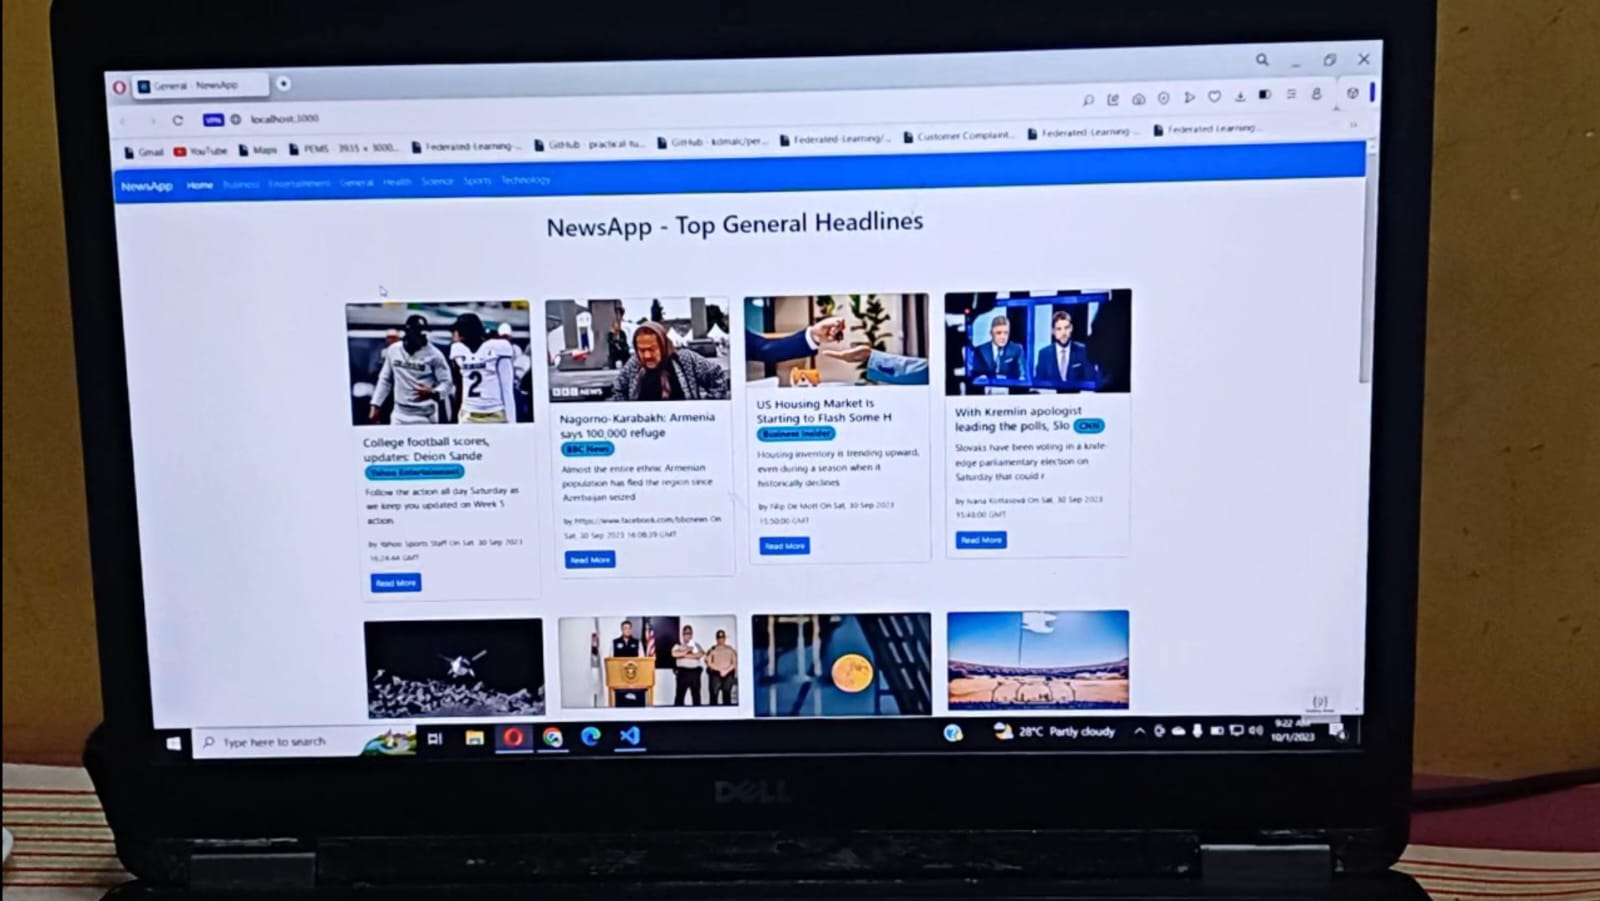 General - NewsApp
VPN localhost:3000
Gmail YouTube Maps PEMS - 3935 × 3000... Federated-Learning-... GitHub - practical-tu... GitHub - kdmalc/per... Federated-Learning/... Customer Complaint... Federated-Learning-... Federated Learning...
NewsApp Home Business Entertainment General Health Science Sports Technology
NewsApp - Top General Headlines
College football scores,
updates: Deion Sande
Yahoo Entertainment
Follow the action all day Saturday as
we keep you updated on Week 5
action
by Yahoo Sports Staff On Sat, 30 Sep 2023
16:24:44 GMT
Read More
BBC NEWS
Nagorno-Karabakh: Armenia
says 100,000 refuge
BBC News
Almost the entire ethnic Armenian
population has fled the region since
Azerbaijan seized
by https://www.facebook.com/bbcnews On
Sat, 30 Sep 2023 16:08:39 GMT
Read More
US Housing Market Is
Starting to Flash Some H
Business Insider
Housing inventory is trending upward,
even during a season when it
historically declines
by Filip De Mott On Sat, 30 Sep 2023
15:50:00 GMT
Read More
With Kremlin apologist
leading the polls, Slo CNN
Slovaks have been voting in a knife-
edge parliamentary election on
Saturday that could r
by Ivana Kottasová On Sat, 30 Sep 2023
15:48:00 GMT
Read More
COLORADO
2
Type here to search
28°C Partly cloudy
9:22 AM
10/1/2023
DELL